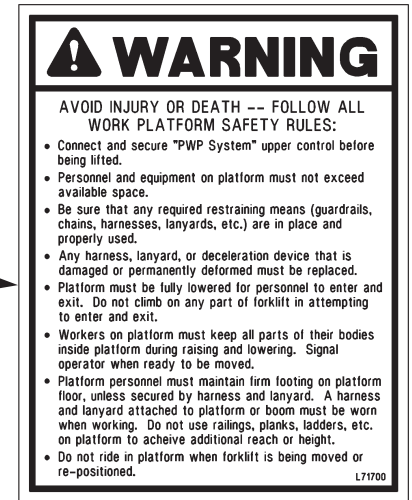 WARNING
AVOID INJURY OR DEATH -- FOLLOW ALL
WORK PLATFORM SAFETY RULES:
• Connect and secure "PWP System" upper control before
being lifted.
• Personnel and equipment on platform must not exceed
available space.
• Be sure that any required restraining means (guardrails,
chains, harnesses, lanyards, etc.) are in place and
properly used.
• Any harness, lanyard, or deceleration device that is
damaged or permanently deformed must be replaced.
• Platform must be fully lowered for personnel to enter and
exit. Do not climb on any part of forklift in attempting
to enter and exit.
• Workers on platform must keep all parts of their bodies
inside platform during raising and lowering. Signal
operator when ready to be moved.
• Platform personnel must maintain firm footing on platform
floor, unless secured by harness and lanyard. A harness
and lanyard attached to platform or boom must be worn
when working. Do not use railings, planks, ladders, etc.
on platform to acheive additional reach or height.
• Do not ride in platform when forklift is being moved or
re-positioned.
L71700